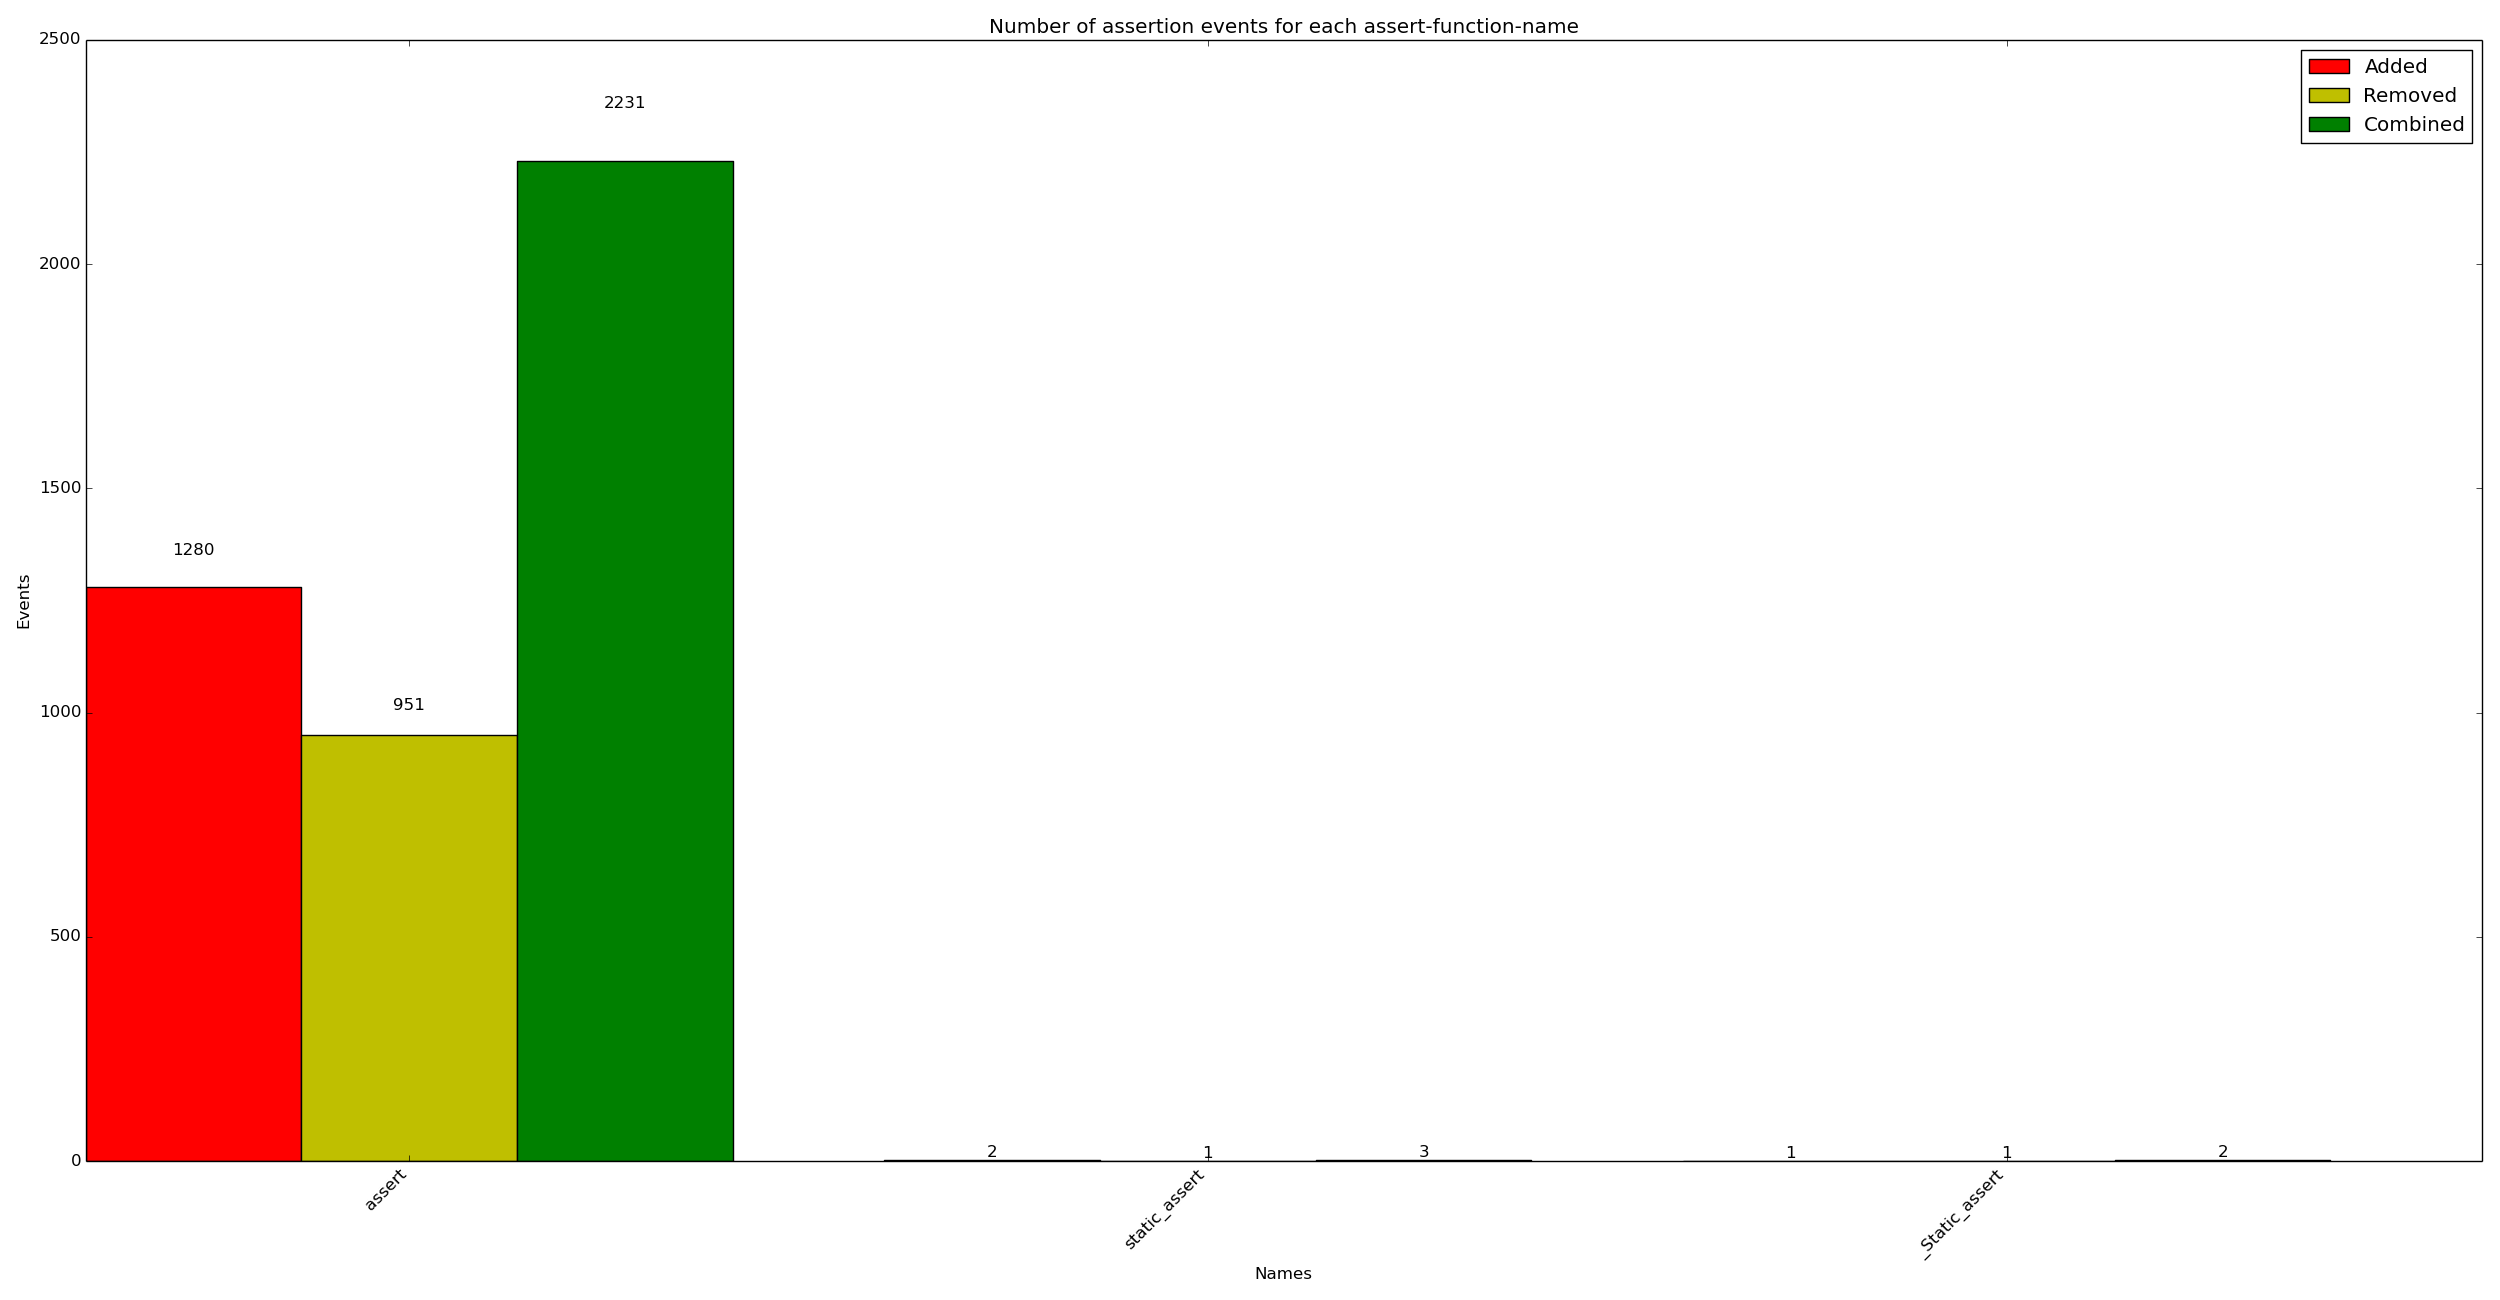 Number of assertion events for each assert-function-name
2500
2000
1500
1000
500
0
Events
Added
Removed
Combined
1280
951
2231
2
1
3
1
1
2
assert
static_assert
_Static_assert
Names